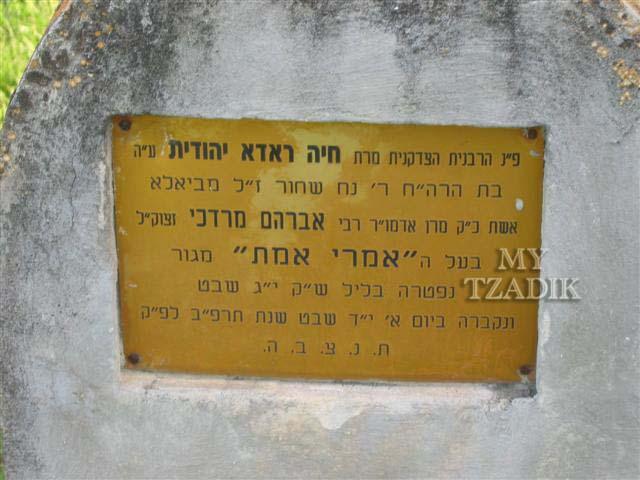 פ״נ הרבנית הצדקנית מרת חיה ראדא יהודית ע״ה
בת הרה״ח ר׳ נח שחור ז״ל מביאלא
אשת כ״ק מרן אדמו״ר רבי אברהם מרדכי זצוק״ל
בעל ה״אמרי אמת״ מגור
נפטרה בליל ש״ק י״ג שבט
ונקברה ביום א׳ י״ד שבט שנת תרפ״ב לפ״ק
ת. נ. צ. ב. ה.
MY
TZADIK